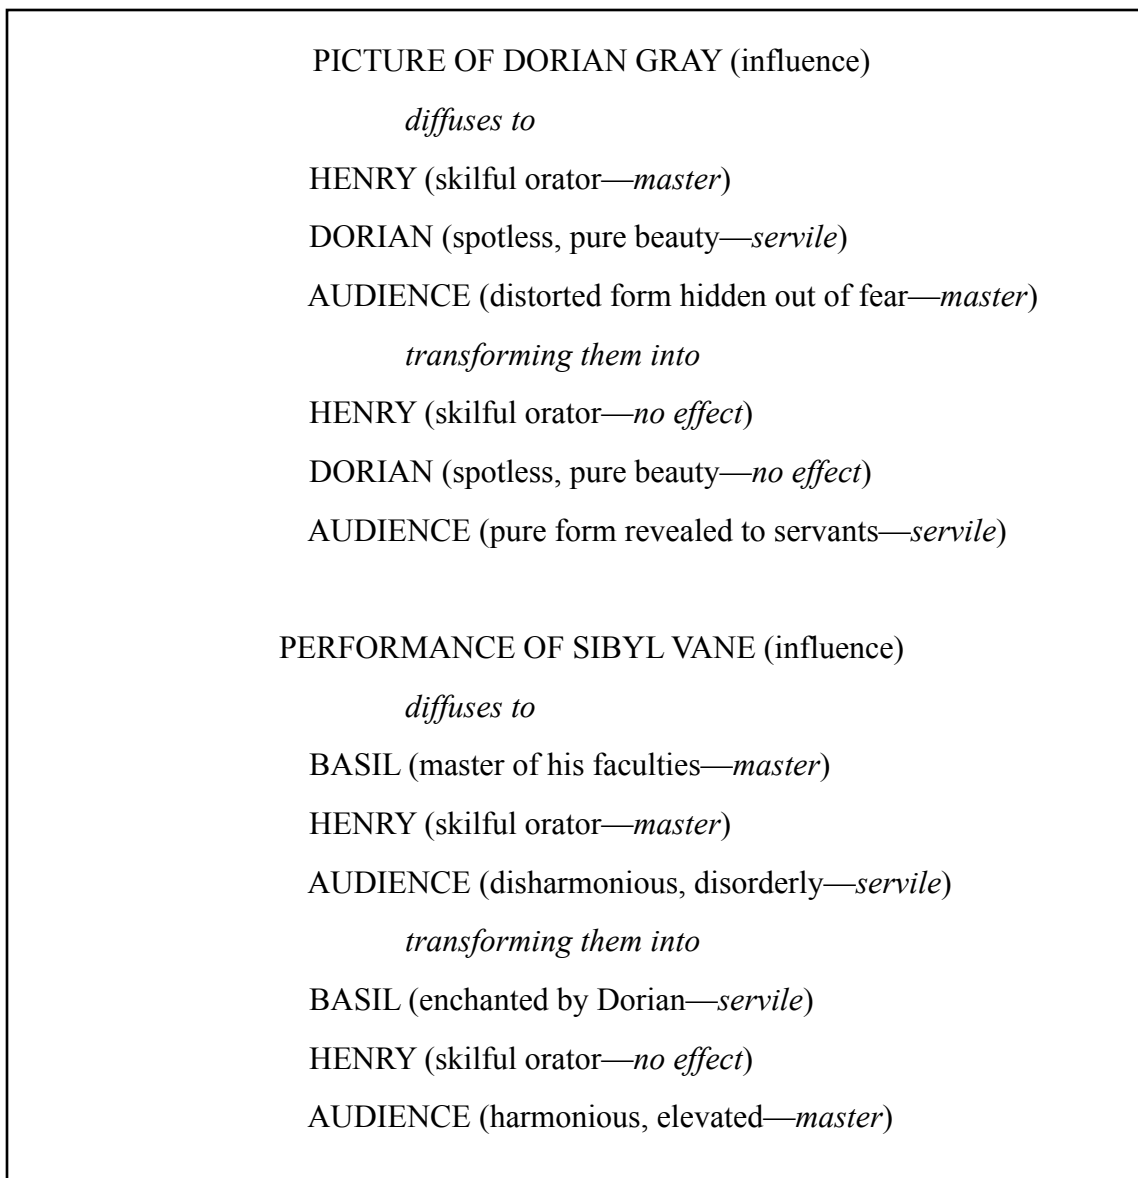 PICTURE OF DORIAN GRAY (influence)
diffuses to
HENRY (skilful orator—master)
DORIAN (spotless, pure beauty—servile)
AUDIENCE (distorted form hidden out of fear—master)
transforming them into
HENRY (skilful orator—no effect)
DORIAN (spotless, pure beauty—no effect)
AUDIENCE (pure form revealed to servants—servile)
PERFORMANCE OF SIBYL VANE (influence)
diffuses to
BASIL (master of his faculties—master)
HENRY (skilful orator—master)
AUDIENCE (disharmonious, disorderly—servile)
transforming them into
BASIL (enchanted by Dorian—servile)
HENRY (skilful orator—no effect)
AUDIENCE (harmonious, elevated—master)